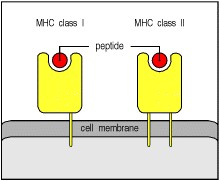 MHC class I MHC class II
peptide
cell membrane